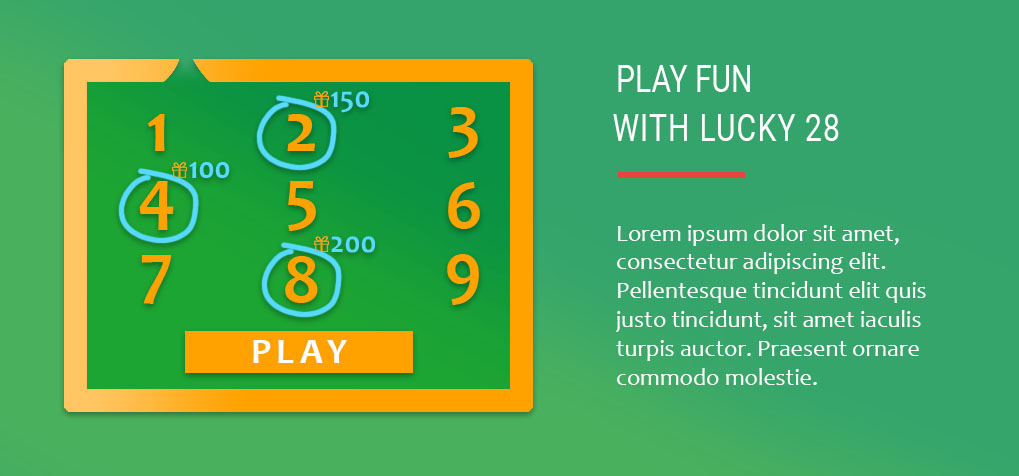 150
1 2 3
100
4 5 6
200
7 8 9
PLAY
PLAY FUN
WITH LUCKY 28
Lorem ipsum dolor sit amet,
consectetur adipiscing elit.
Pellentesque tincidunt elit quis
justo tincidunt, sit amet iaculis
turpis auctor. Praesent ornare
commodo molestie.